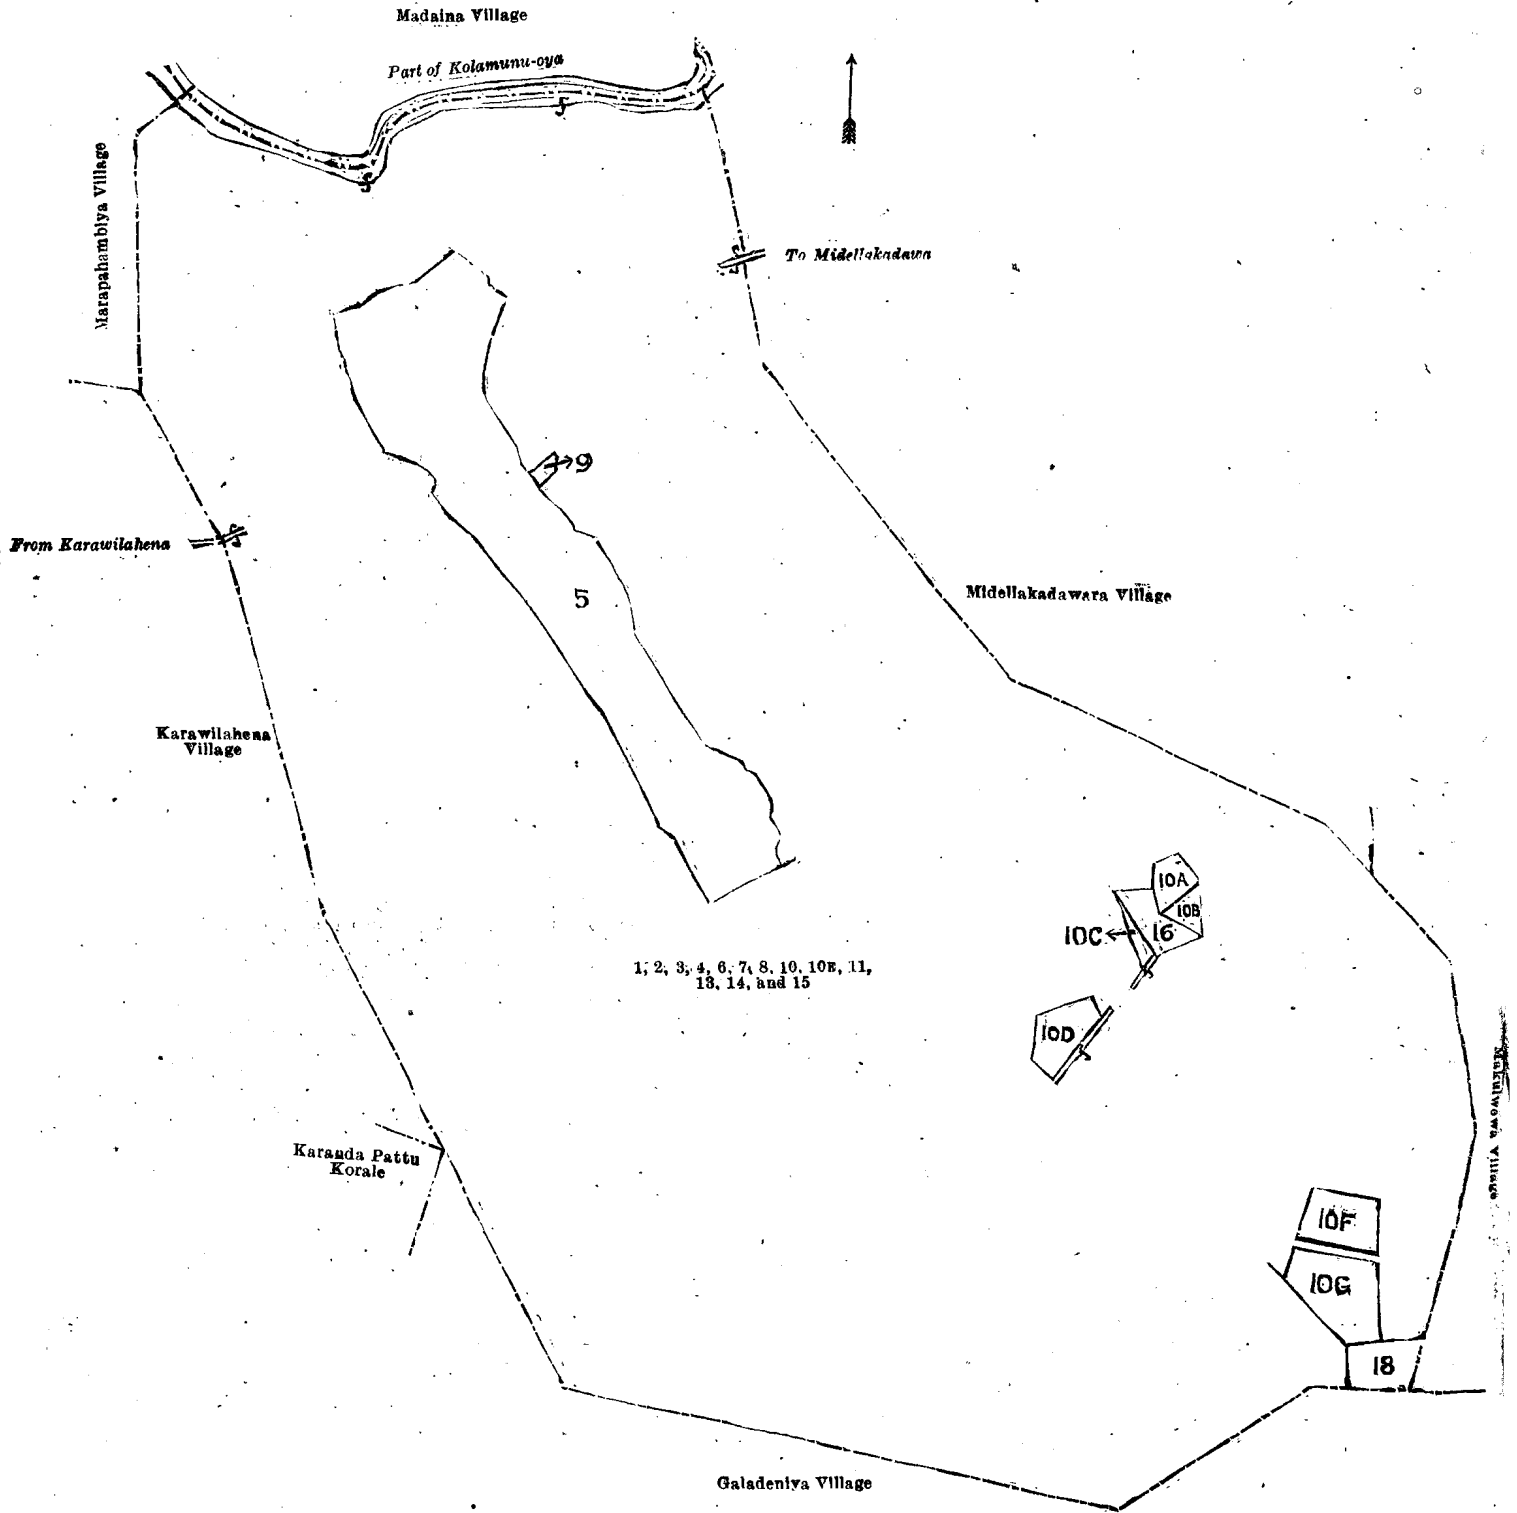 Madaina Village
Part of Kolamunu-oya
Marapahambiya Village
To Midellakadawa
9
From Karawilahena
5
Midellakadawara Village
Karawilahena
Village
10A
10B
10C
16
1, 2, 3, 4, 6, 7, 8, 10, 10E, 11,
13, 14, and 15
10D
Makulwowa Village
Karanda Pattu
Korale
10F
10G
18
Galadeniya Village